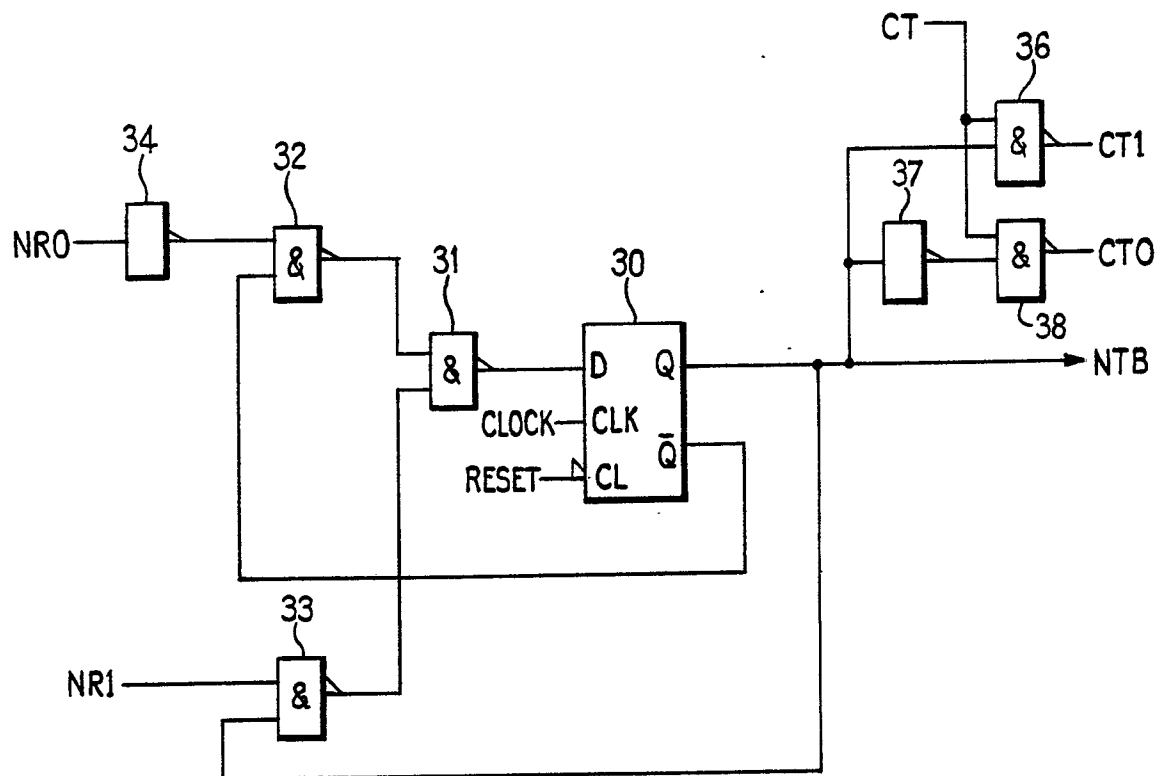 CT
36
&
CT1
34
32
37
NR0
&
31
30
&
CT0
38
&
D
Q
NTB
CLOCK
CLK
Q̄
RESET
CL
33
NR1
&